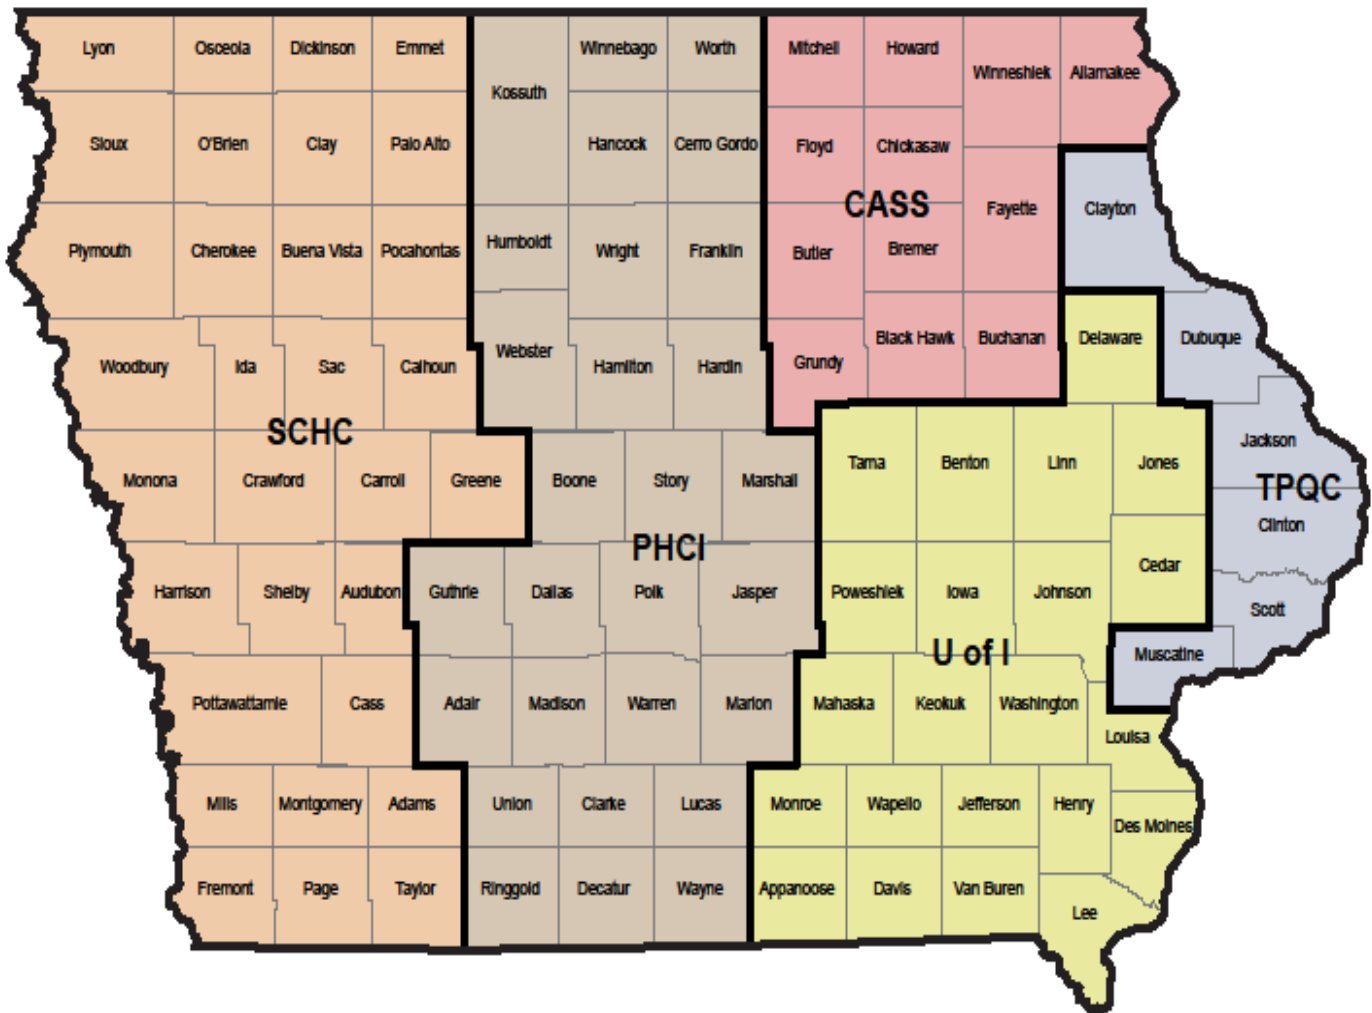 Lyon Osceola Dickinson Emmet Winnebago Worth Mitchell Howard
Kossuth Winneshiek Allamakee
Sioux O'Brien Clay Palo Alto Hancock Cerro Gordo Floyd Chickasaw
CASS
Fayette Clayton
Plymouth Cherokee Buena Vista Pocahontas Humboldt Wright Franklin Butler Bremer
Woodbury Ida Sac Calhoun Webster Hamilton Hardin Grundy Black Hawk Buchanan Delaware Dubuque
SCHC
Jackson
Monona Crawford Carroll Greene Boone Story Marshall Tama Benton Linn Jones
TPQC
Clinton
PHCI
Cedar
Harrison Shelby Audubon Guthrie Dallas Polk Jasper Poweshiek Iowa Johnson
Scott
U of I
Muscatine
Pottawattamie Cass Adair Madison Warren Marion Mahaska Keokuk Washington
Louisa
Mills Montgomery Adams Union Clarke Lucas Monroe Wapello Jefferson Henry
Des Moines
Fremont Page Taylor Ringgold Decatur Wayne Appanoose Davis Van Buren
Lee